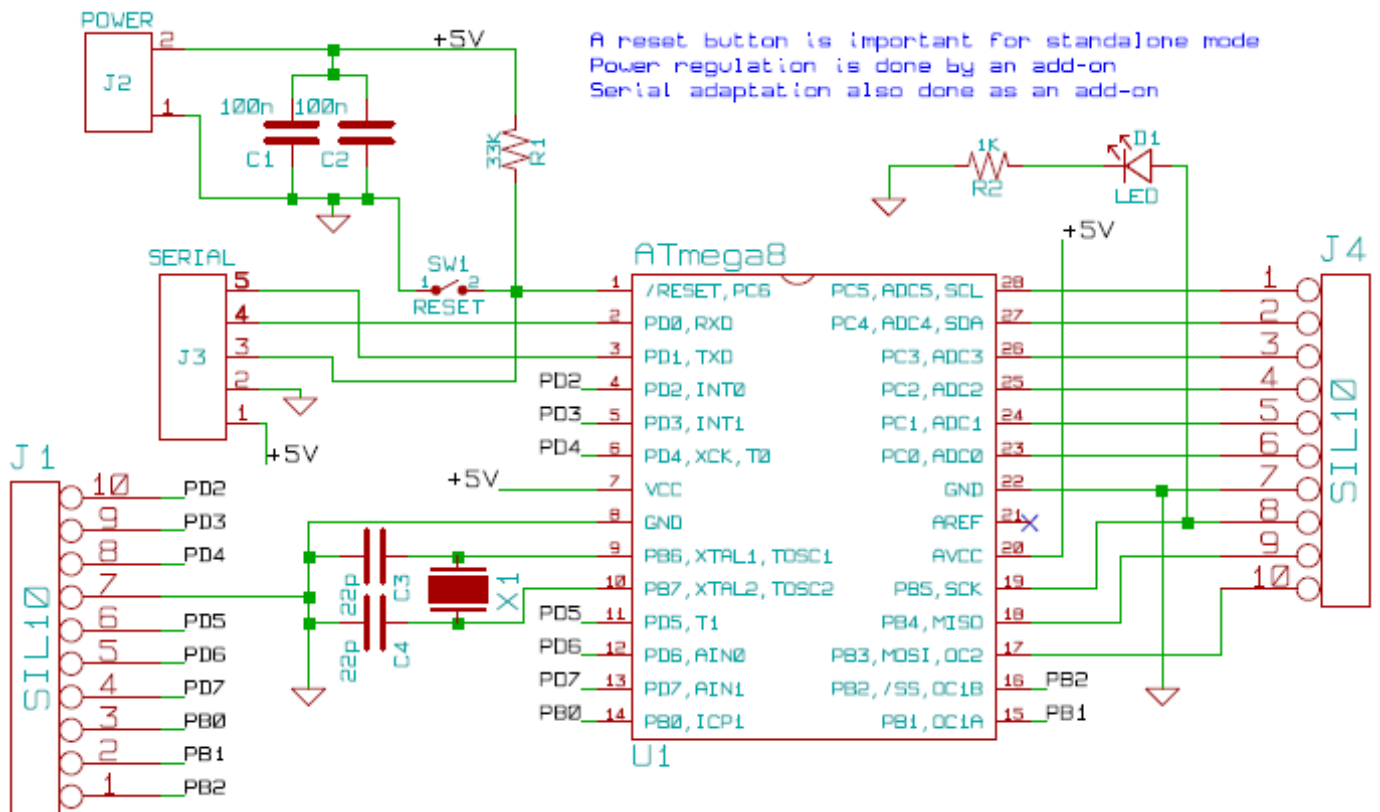 POWER
2
J2
1
+5V
A reset button is important for standalone mode
Power regulation is done by an add-on
Serial adaptation also done as an add-on
100n
100n
C1
C2
33K
R1
1K
R2
D1
LED
+5V
SERIAL
5
4
3
2
1
J3
+5V
SW1
1
2
RESET
ATmega8
1 /RESET,PC6
2 PD0,RXD
3 PD1,TXD
PD2 4 PD2,INT0
PD3 5 PD3,INT1
PD4 6 PD4,XCK,T0
+5V 7 VCC
8 GND
9 PB6,XTAL1,TOSC1
10 PB7,XTAL2,TOSC2
PD5 11 PD5,T1
PD6 12 PD6,AIN0
PD7 13 PD7,AIN1
PB0 14 PB0,ICP1
PC5,ADC5,SCL 28
PC4,ADC4,SDA 27
PC3,ADC3 26
PC2,ADC2 25
PC1,ADC1 24
PC0,ADC0 23
GND 22
AREF 21
AVCC 20
PB5,SCK 19
PB4,MISO 18
PB3,MOSI,OC2 17
PB2,/SS,OC1B 16 PB2
PB1,OC1A 15 PB1
U1
J4
1
2
3
4
5
6
7
8
9
10
SIL10
J1
10 PD2
9 PD3
8 PD4
7
6 PD5
5 PD6
4 PD7
3 PB0
2 PB1
1 PB2
SIL10
22p
C3
22p
C4
X1